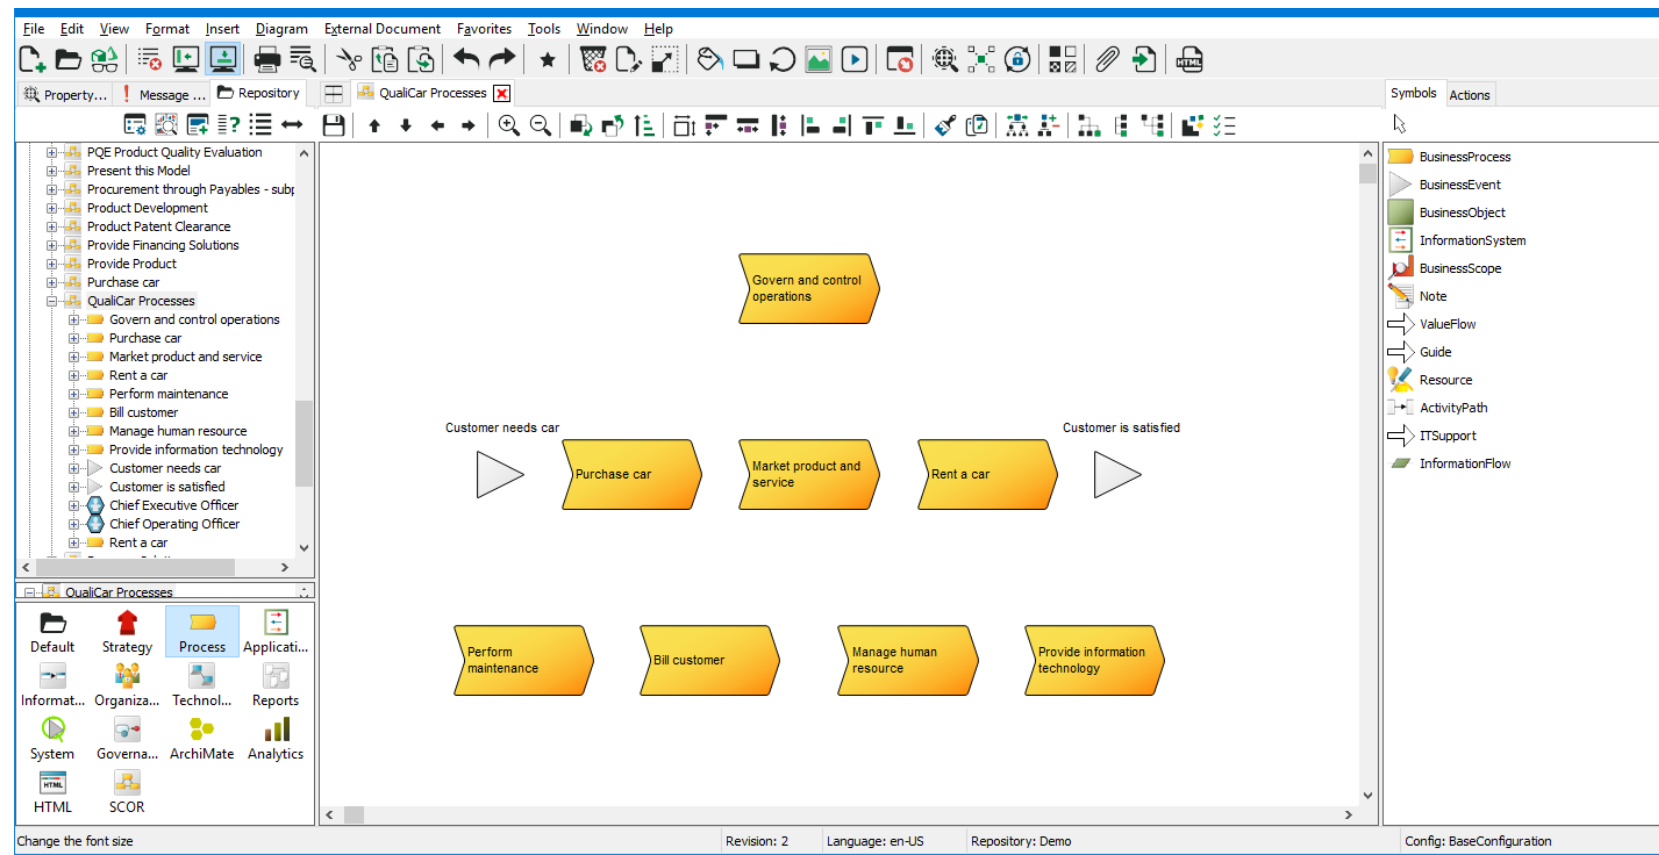 File Edit View Format Insert Diagram External Document Favorites Tools Window Help
Property... Message ... Repository QualiCar Processes Symbols Actions
PQE Product Quality Evaluation
Present this Model
Procurement through Payables - subp
Product Development
Product Patent Clearance
Provide Financing Solutions
Provide Product
Purchase car
QualiCar Processes
Govern and control operations
Purchase car
Market product and service
Rent a car
Perform maintenance
Bill customer
Manage human resource
Provide information technology
Customer needs car
Customer is satisfied
Chief Executive Officer
Chief Operating Officer
Rent a car
QualiCar Processes
Default Strategy Process Applicati...
Informat... Organiza... Technol... Reports
System Governa... ArchiMate Analytics
HTML
HTML SCOR
Govern and control
operations
Customer needs car
Customer is satisfied
Purchase car
Market product and
service
Rent a car
Perform
maintenance
Bill customer
Manage human
resource
Provide information
technology
BusinessProcess
BusinessEvent
BusinessObject
InformationSystem
BusinessScope
Note
ValueFlow
Guide
Resource
ActivityPath
ITSupport
InformationFlow
Change the font size Revision: 2 Language: en-US Repository: Demo Config: BaseConfiguration